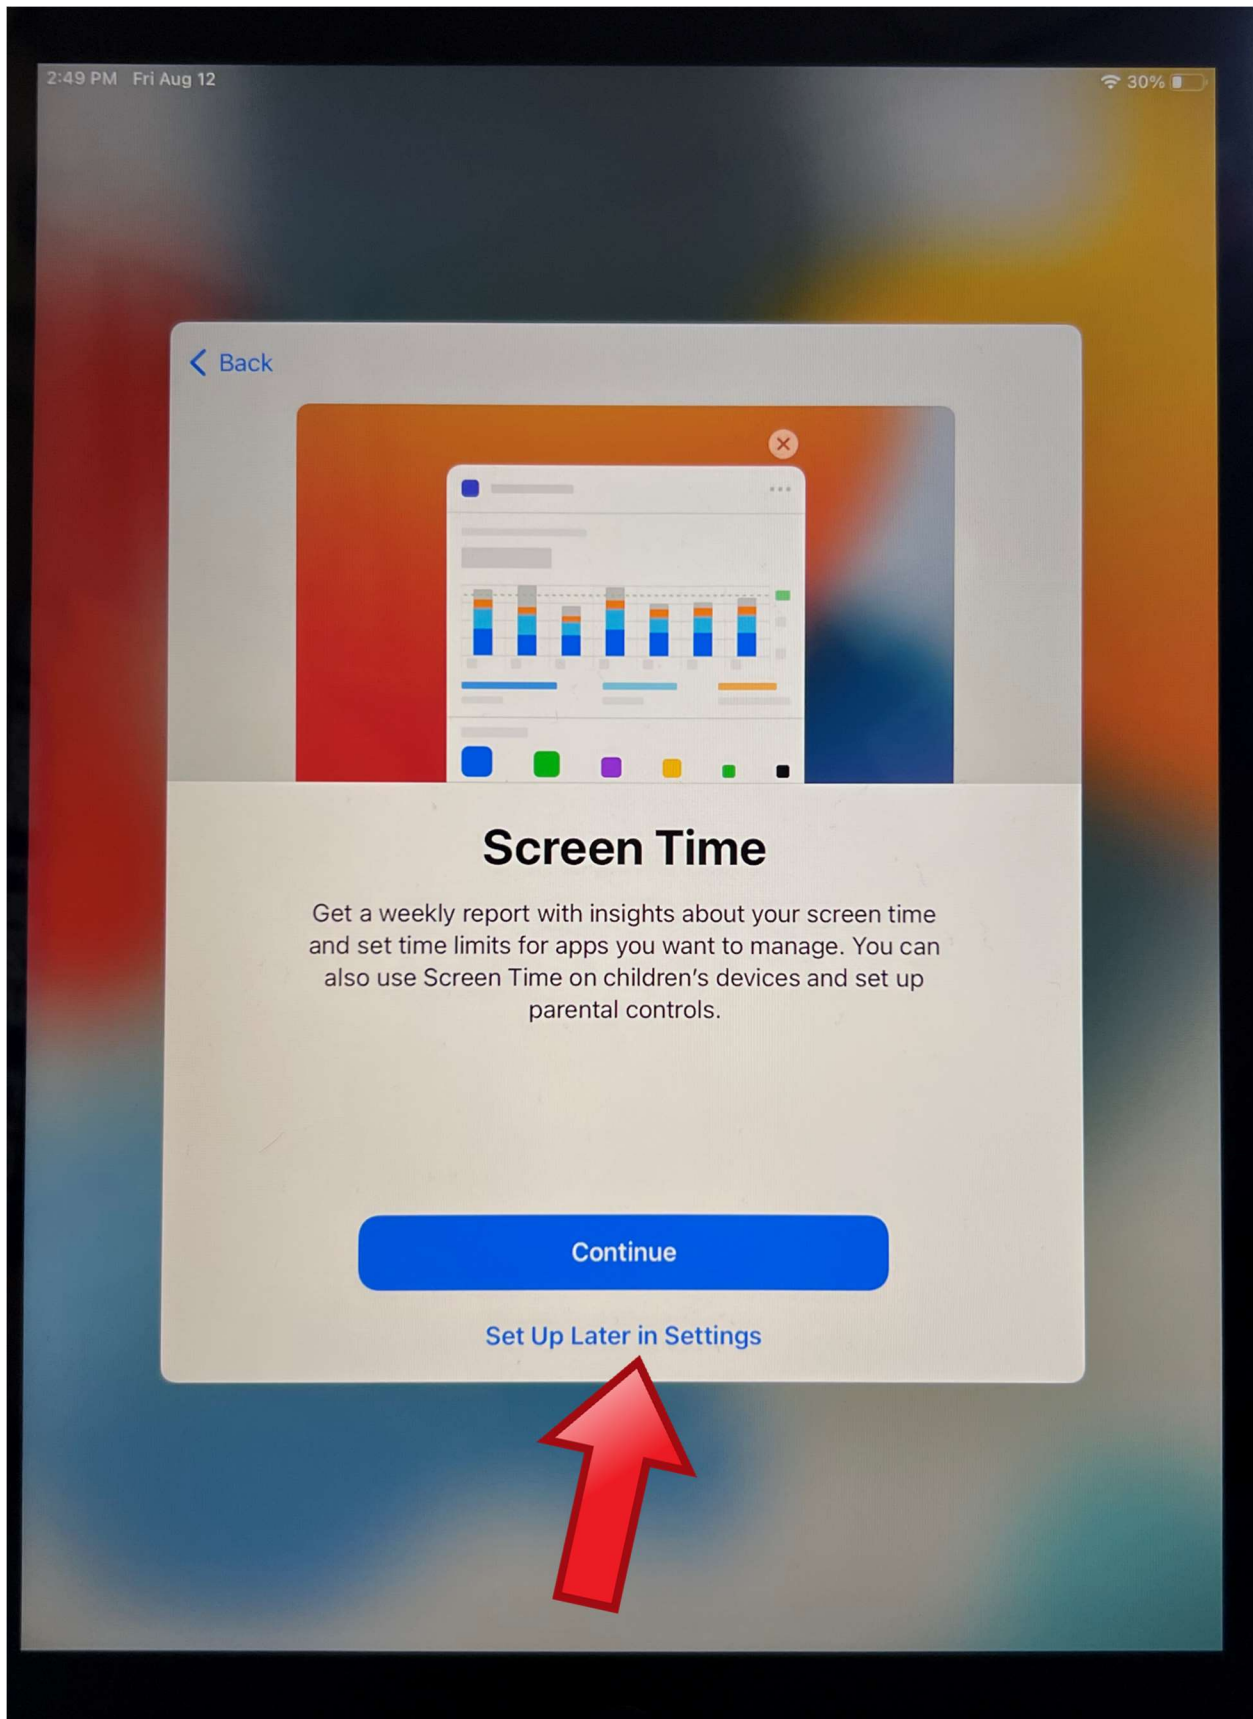 2:49 PM Fri Aug 12
30%
Back
Screen Time
Get a weekly report with insights about your screen time
and set time limits for apps you want to manage. You can
also use Screen Time on children's devices and set up
parental controls.
Continue
Set Up Later in Settings